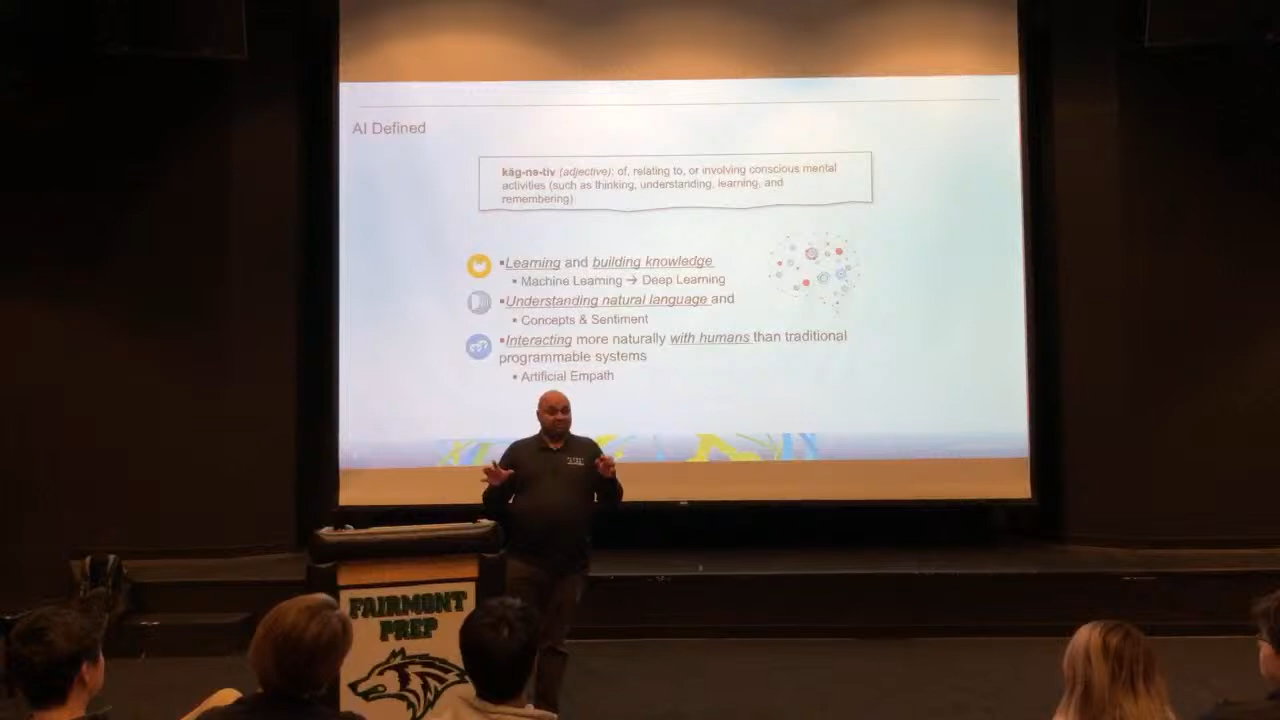 AI Defined
käg-nə-tiv (adjective): of, relating to, or involving conscious mental
activities (such as thinking, understanding, learning, and
remembering)
▪Learning and building knowledge
▪ Machine Learning → Deep Learning
▪Understanding natural language and
▪ Concepts & Sentiment
▪Interacting more naturally with humans than traditional
programmable systems
▪ Artificial Empath
FAIRMONT
PREP